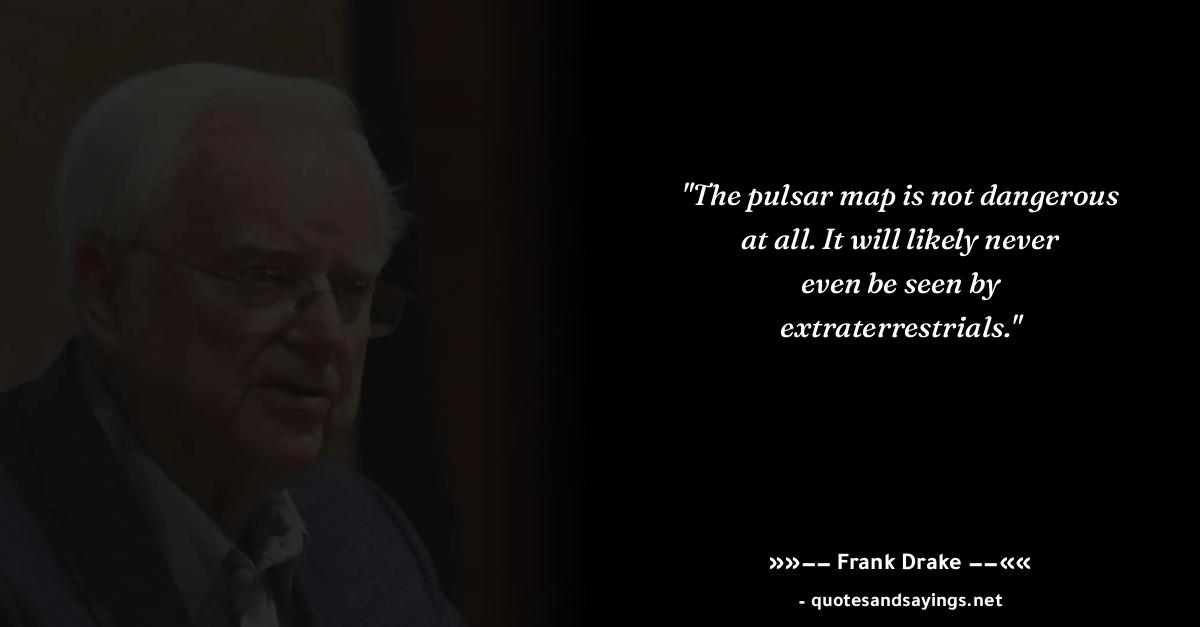 "The pulsar map is not dangerous
at all. It will likely never
even be seen by
extraterrestrials."
»»−− Frank Drake −−««
- quotesandsayings.net